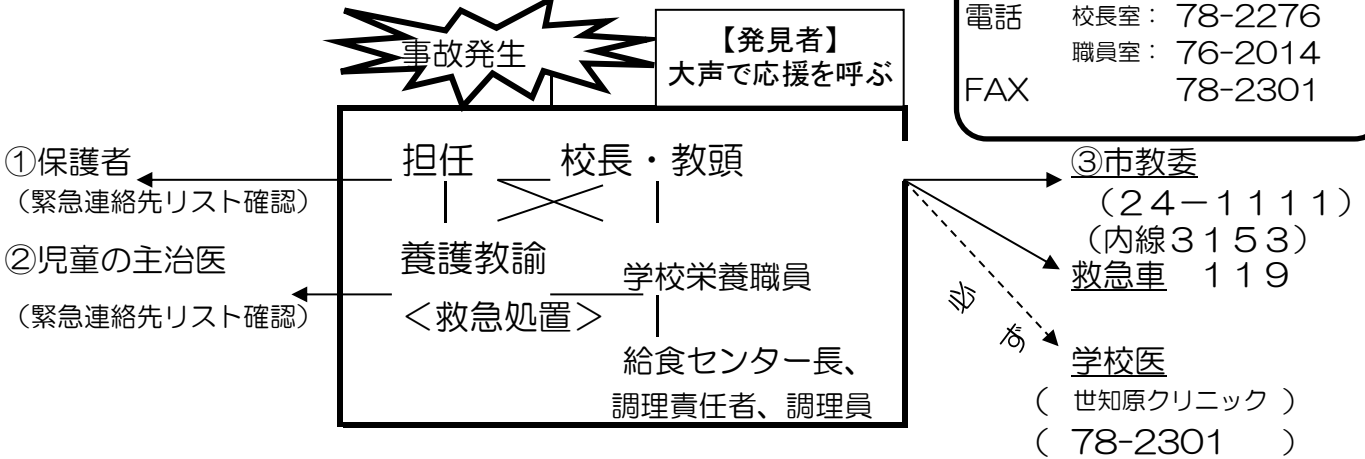 事故発生
【発見者】
大声で応援を呼ぶ
電話 校長室： 78-2276
職員室： 76-2014
FAX 78-2301
①保護者
（緊急連絡先リスト確認）
②児童の主治医
（緊急連絡先リスト確認）
担任 校長・教頭
養護教諭
＜救急処置＞
学校栄養職員
給食センター長、
調理責任者、調理員
③市教委
（２４－１１１１）
（内線３１５３）
救急車 １１９
必ず
学校医
（ 世知原クリニック ）
（ 78-2301 ）